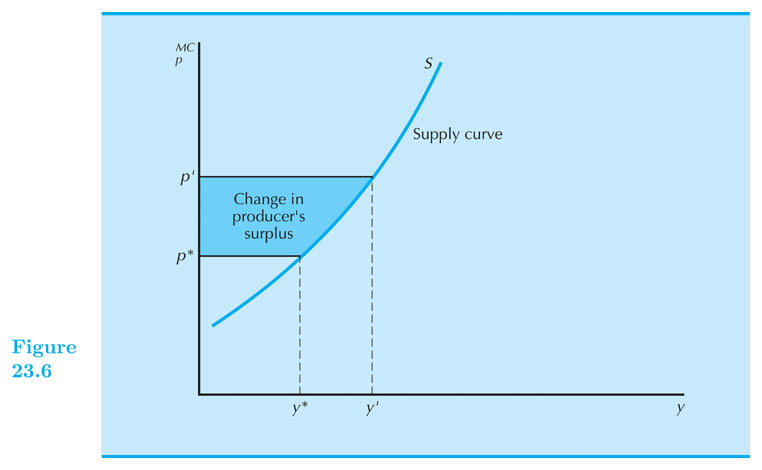 MC
p
S
Supply curve
p'
Change in
producer's
surplus
p*
Figure
23.6
y*
y'
y